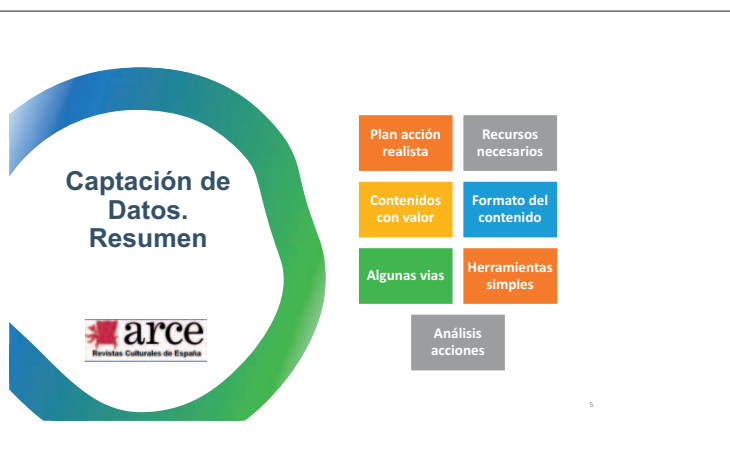 Captación de
Datos.
Resumen
arce
Revistas Culturales de España
Plan acción
realista
Recursos
necesarios
Contenidos
con valor
Formato del
contenido
Algunas vias
Herramientas
simples
Análisis
acciones
5